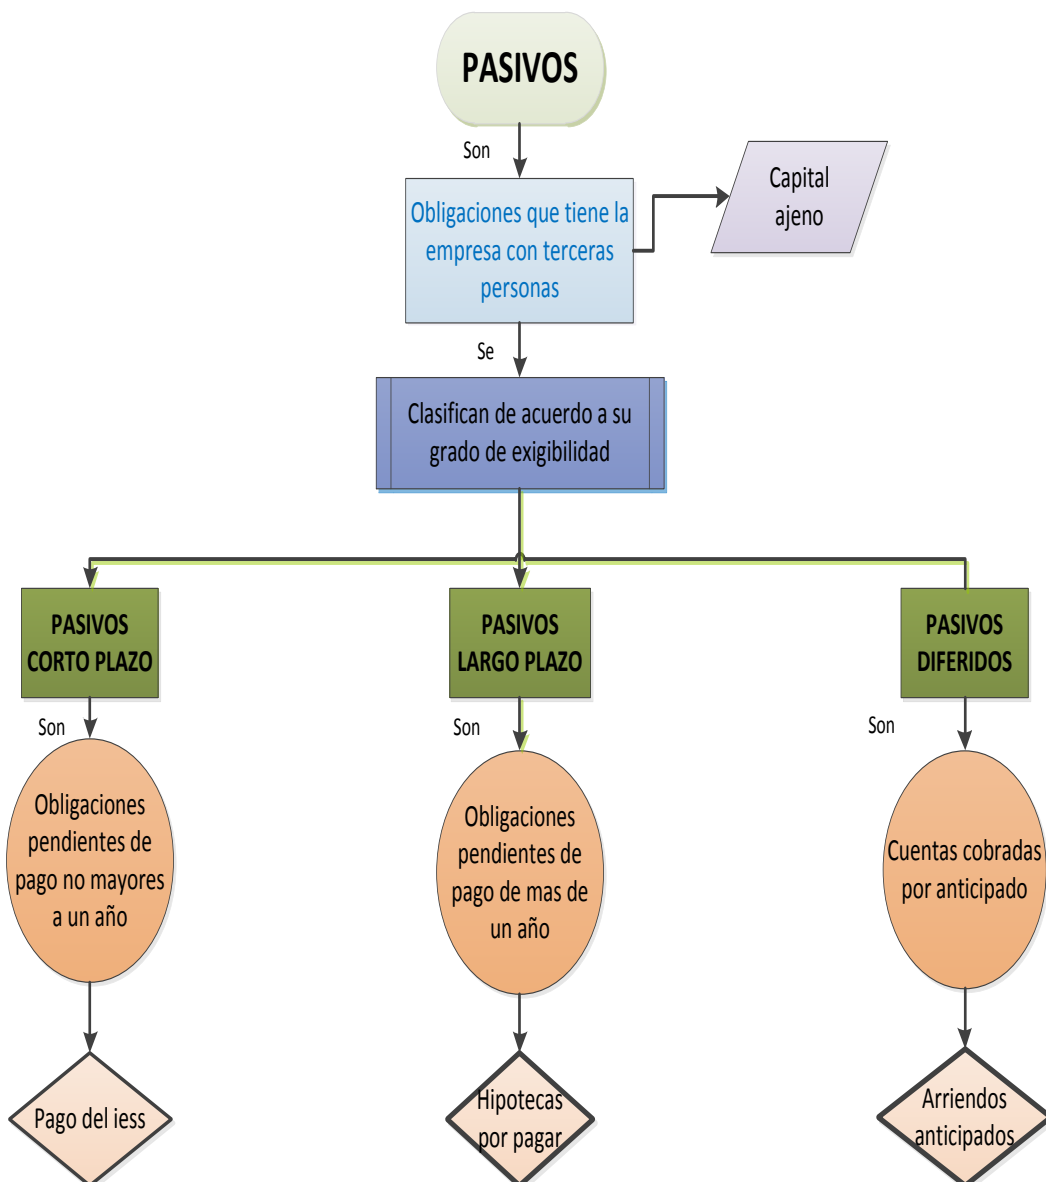 PASIVOS
Son
Obligaciones que tiene la
empresa con terceras
personas
Capital
ajeno
Se
Clasifican de acuerdo a su
grado de exigibilidad
PASIVOS
CORTO PLAZO
Son
Obligaciones
pendientes de
pago no mayores
a un año
Pago del iess
PASIVOS
LARGO PLAZO
Son
Obligaciones
pendientes de
pago de mas de
un año
Hipotecas
por pagar
PASIVOS
DIFERIDOS
Son
Cuentas cobradas
por anticipado
Arriendos
anticipados